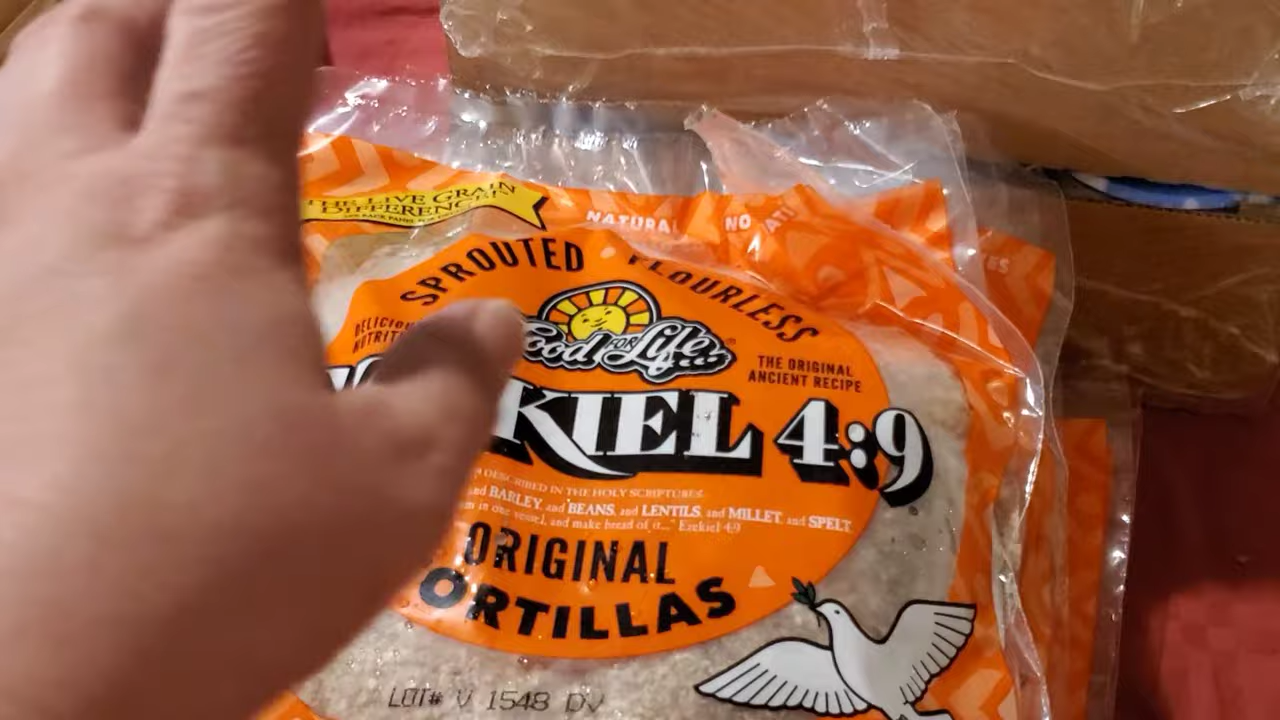 THE LIVE GRAIN
DIFFERENCE!
NATURAL NO
SPROUTED FLOURLESS
Food FOR Life
THE ORIGINAL
ANCIENT RECIPE
KIEL 4:9
DESCRIBED IN THE HOLY SCRIPTURES
and BARLEY, and BEANS, and LENTILS, and MILLET, and SPELT,
in one vessel, and make bread of it..." Ezekiel 4:9
ORIGINAL
ORTILLAS
LOT# V 1548 DV